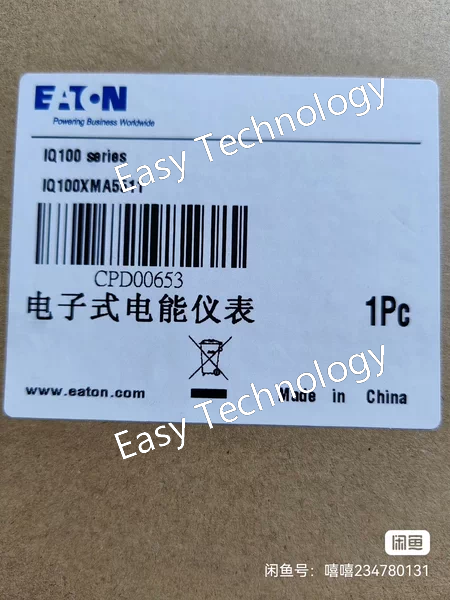 EATON
Powering Business Worldwide
IQ100 series
Easy Technology
CPD00653
电子式电能仪表
1Pc
www.eaton.com
Made in China
Easy Technology
闲鱼
闲鱼号：嘻嘻234780131